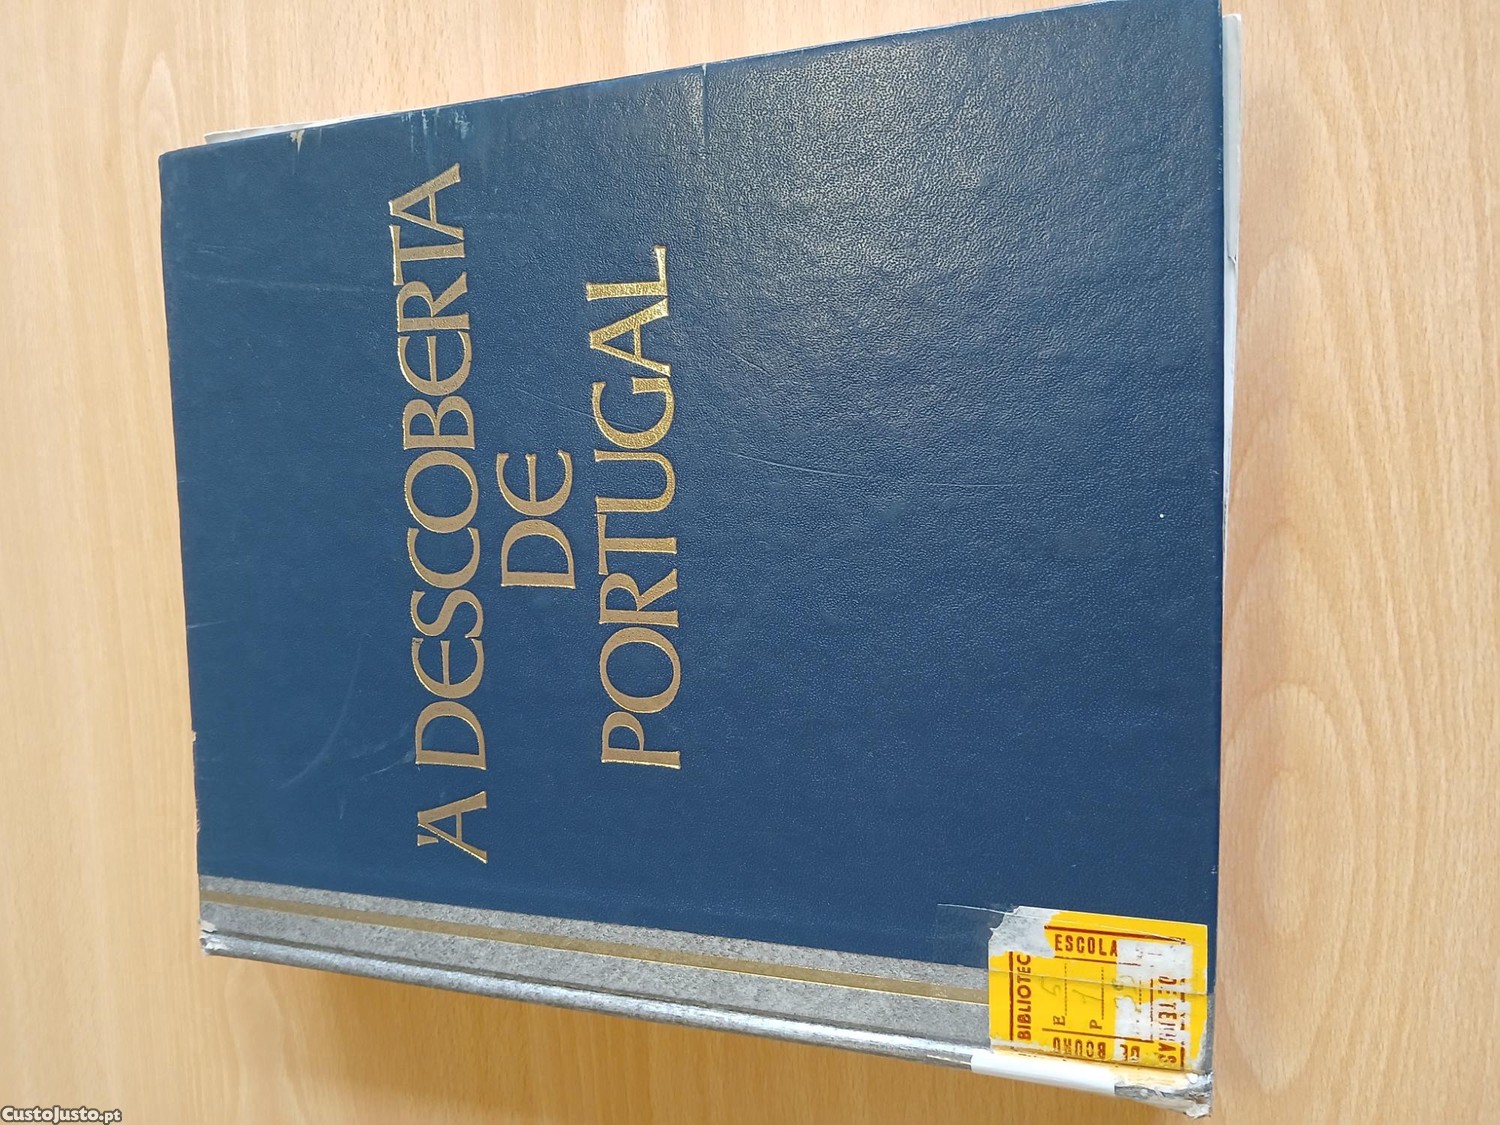 'A DESCOBERTA
DE
PORTUGAL
BIBLIOTEC
ESCOLA
E
P
CustoJusto.pt